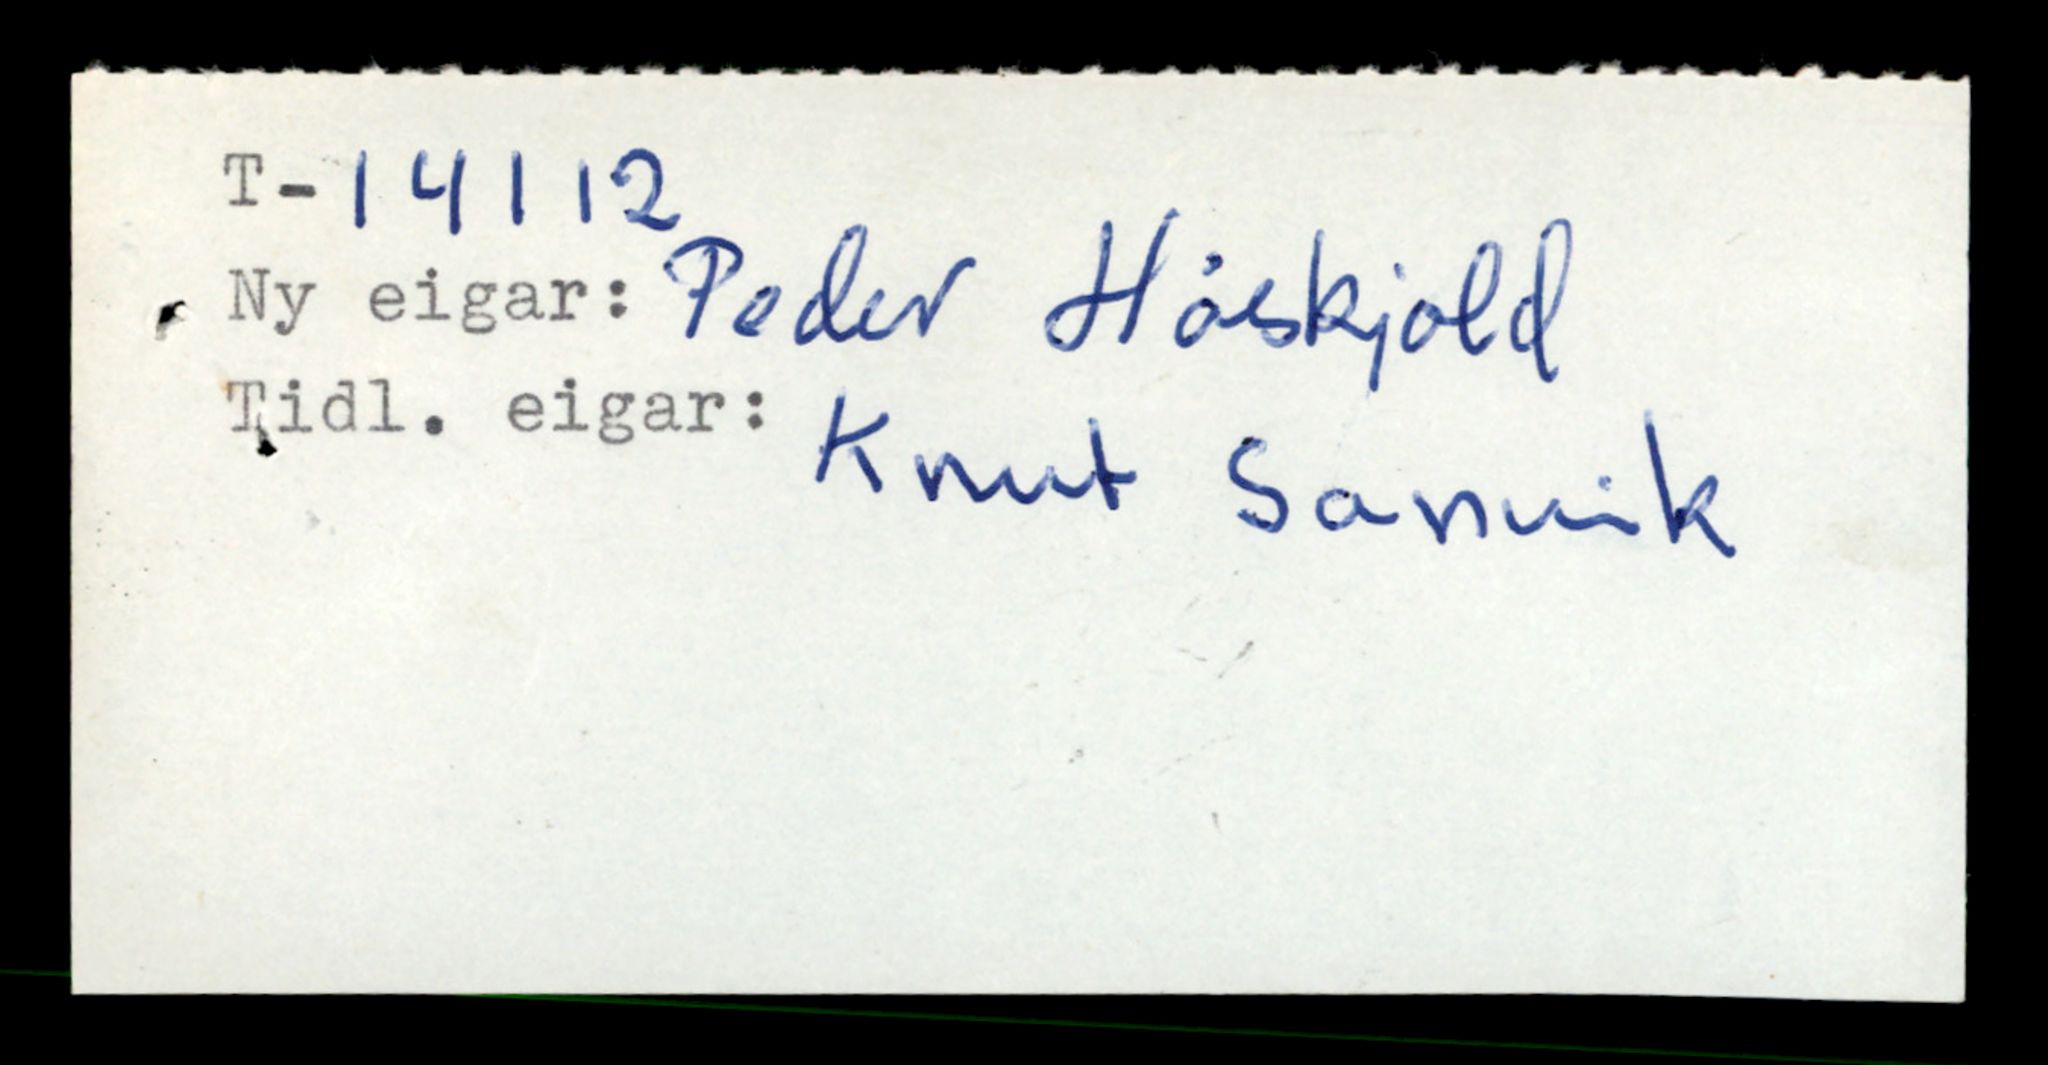 T-14112
Ny eigar: Peder Håskjold
Tidl. eigar: Knut Sanvik